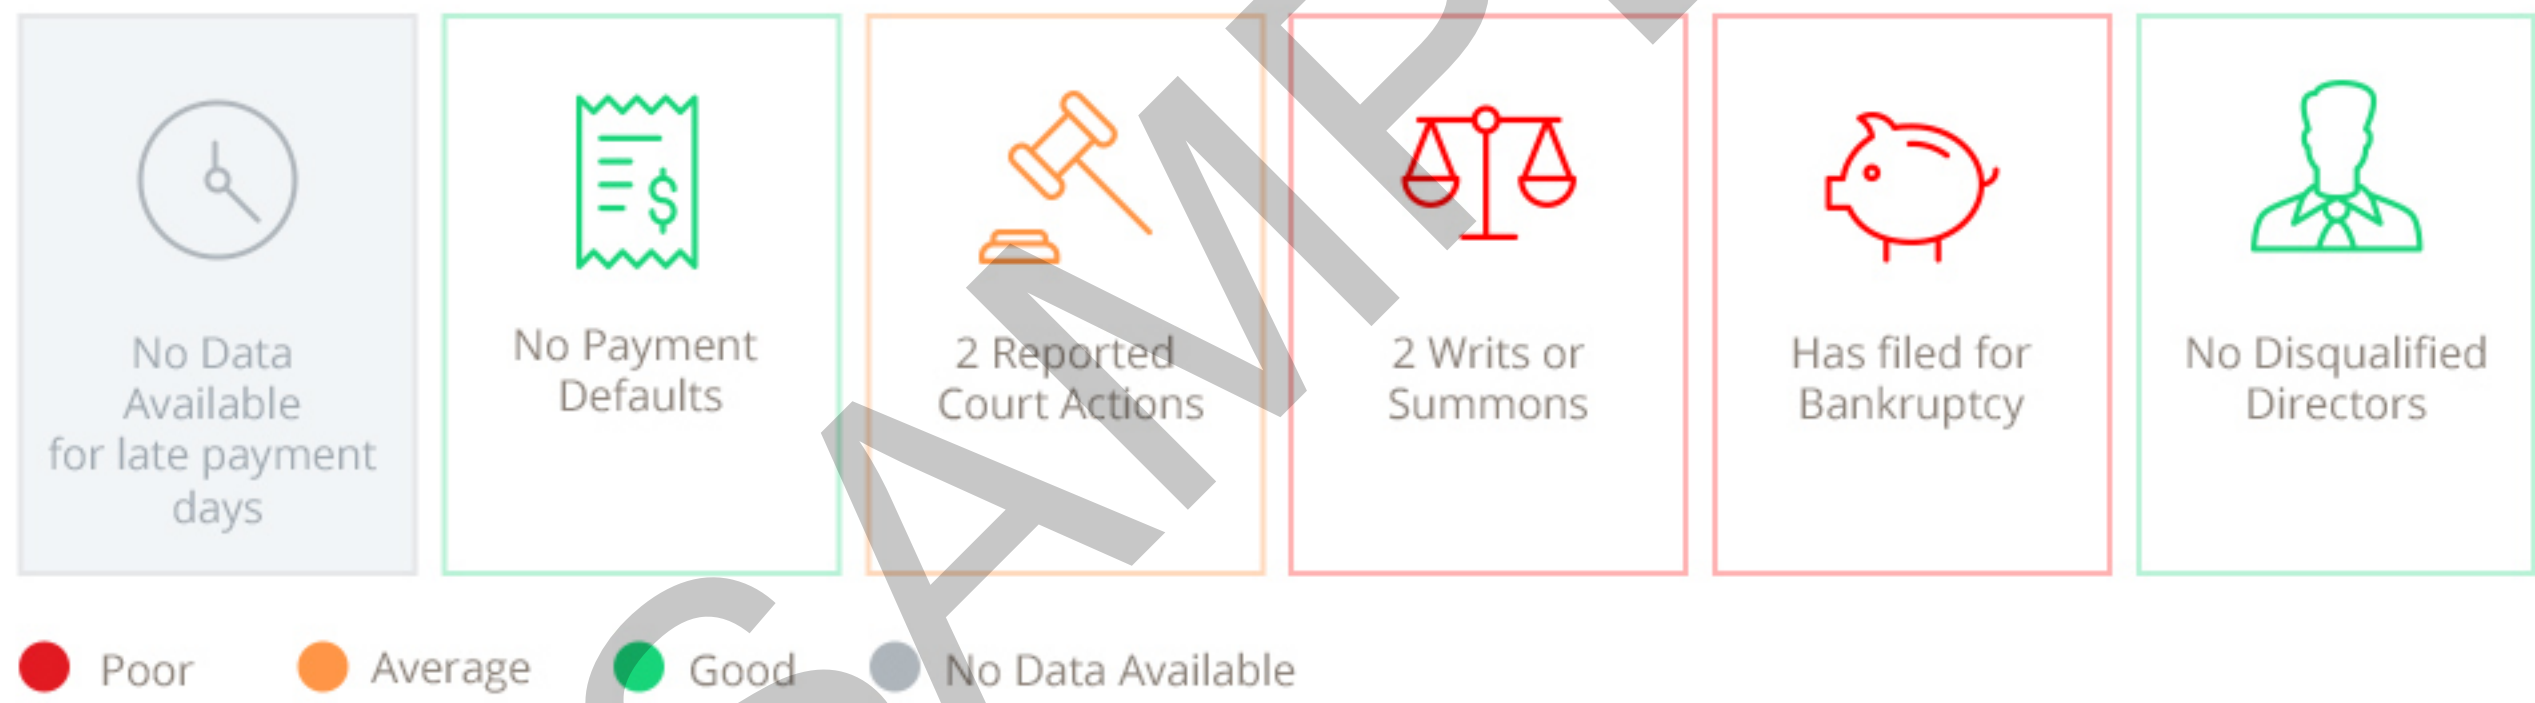 No Data
Available
for late payment
days
No Payment
Defaults
2 Reported
Court Actions
2 Writs or
Summons
Has filed for
Bankruptcy
No Disqualified
Directors
Poor
Average
Good
No Data Available